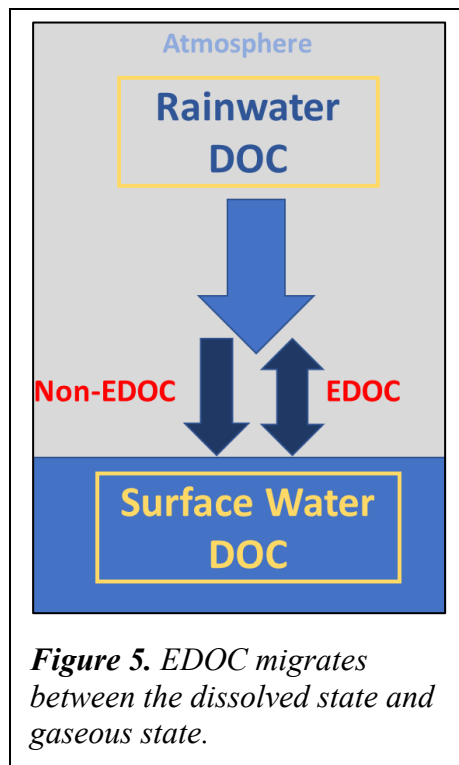 Atmosphere
Rainwater
DOC
Non-EDOC
EDOC
Surface Water
DOC
Figure 5. EDOC migrates
between the dissolved state and
gaseous state.